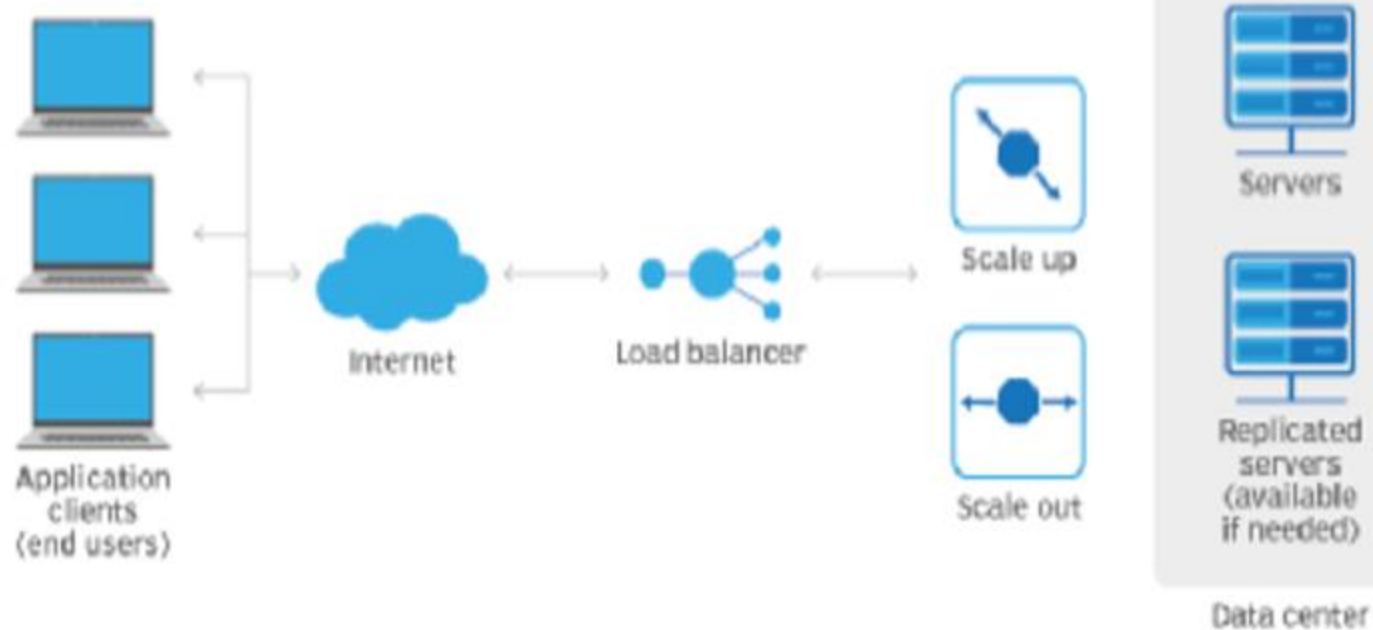 Application
clients
(end users)
Internet
Load balancer
Scale up
Scale out
Servers
Replicated
servers
(available
if needed)
Data center